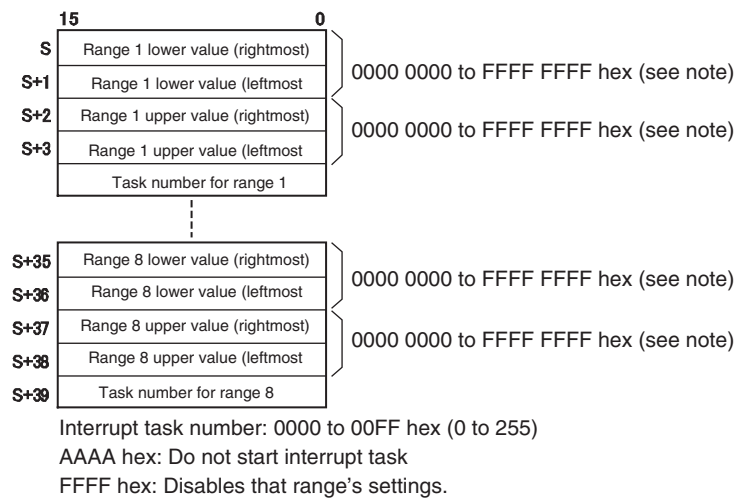 15 0
S Range 1 lower value (rightmost)
0000 0000 to FFFF FFFF hex (see note)
S+1 Range 1 lower value (leftmost
S+2 Range 1 upper value (rightmost)
0000 0000 to FFFF FFFF hex (see note)
S+3 Range 1 upper value (leftmost
Task number for range 1
S+35 Range 8 lower value (rightmost)
0000 0000 to FFFF FFFF hex (see note)
S+36 Range 8 lower value (leftmost
S+37 Range 8 upper value (rightmost)
0000 0000 to FFFF FFFF hex (see note)
S+38 Range 8 upper value (leftmost
S+39 Task number for range 8
Interrupt task number: 0000 to 00FF hex (0 to 255)
AAAA hex: Do not start interrupt task
FFFF hex: Disables that range's settings.